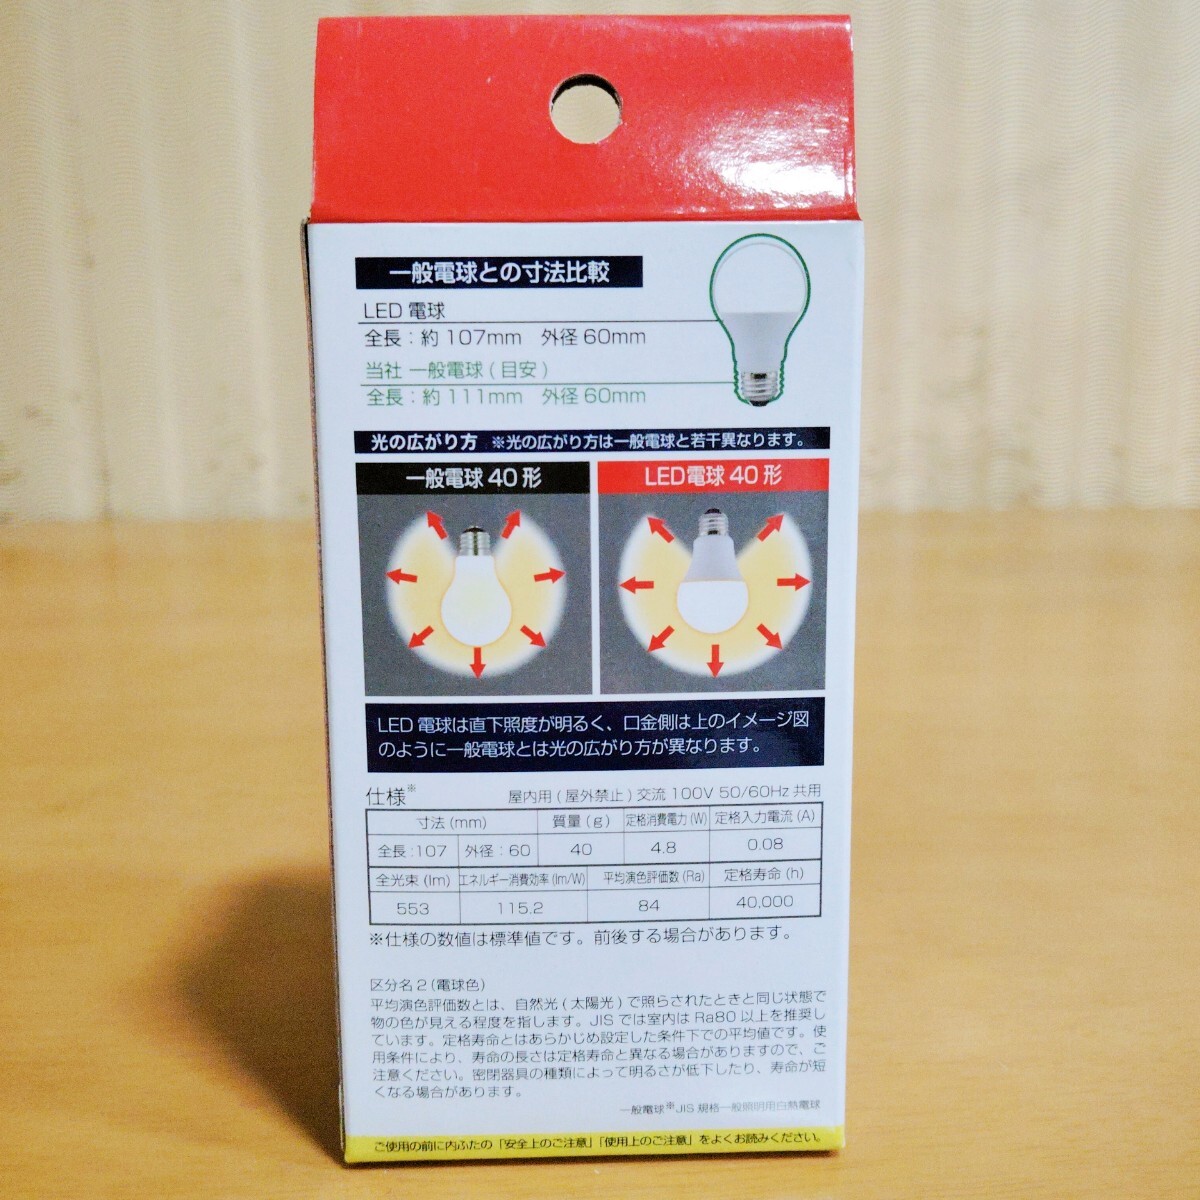 一般電球との寸法比較
LED 電球
全長：約 107mm 外径 60mm
当社 一般電球 ( 目安 )
全長：約 111mm 外径 60mm
光の広がり方 ※光の広がり方は一般電球と若干異なります。
一般電球 40 形
LED電球 40 形
LED 電球は直下照度が明るく、口金側は上のイメージ図
のように一般電球とは光の広がり方が異なります。
仕様※ 屋内用 ( 屋外禁止 ) 交流 100V 50/60Hz 共用
寸法 (mm) 質量 ( g ) 定格消費電力 (W) 定格入力電流 (A)
全長 : 107 外径 : 60 40 4.8 0.08
全光束 (lm) エネルギー消費効率 (lm/W) 平均演色評価数 (Ra) 定格寿命 (h)
553 115.2 84 40,000
※仕様の数値は標準値です。前後する場合があります。
区分名 2 (電球色)
平均演色評価数とは、自然光 ( 太陽光 ) で照らされたときと同じ状態で
物の色が見える程度を指します。JIS では室内は Ra80 以上を推奨し
ています。定格寿命とはあらかじめ設定した条件下での平均値です。使
用条件により、寿命の長さは定格寿命と異なる場合がありますので、ご
注意ください。密閉器具の種類によって明るさが低下したり、寿命が短
くなる場合があります。
一般電球※JIS 規格一般照明用白熱電球
ご使用の前に内ふたの「安全上のご注意」「使用上のご注意」をよくお読みください。